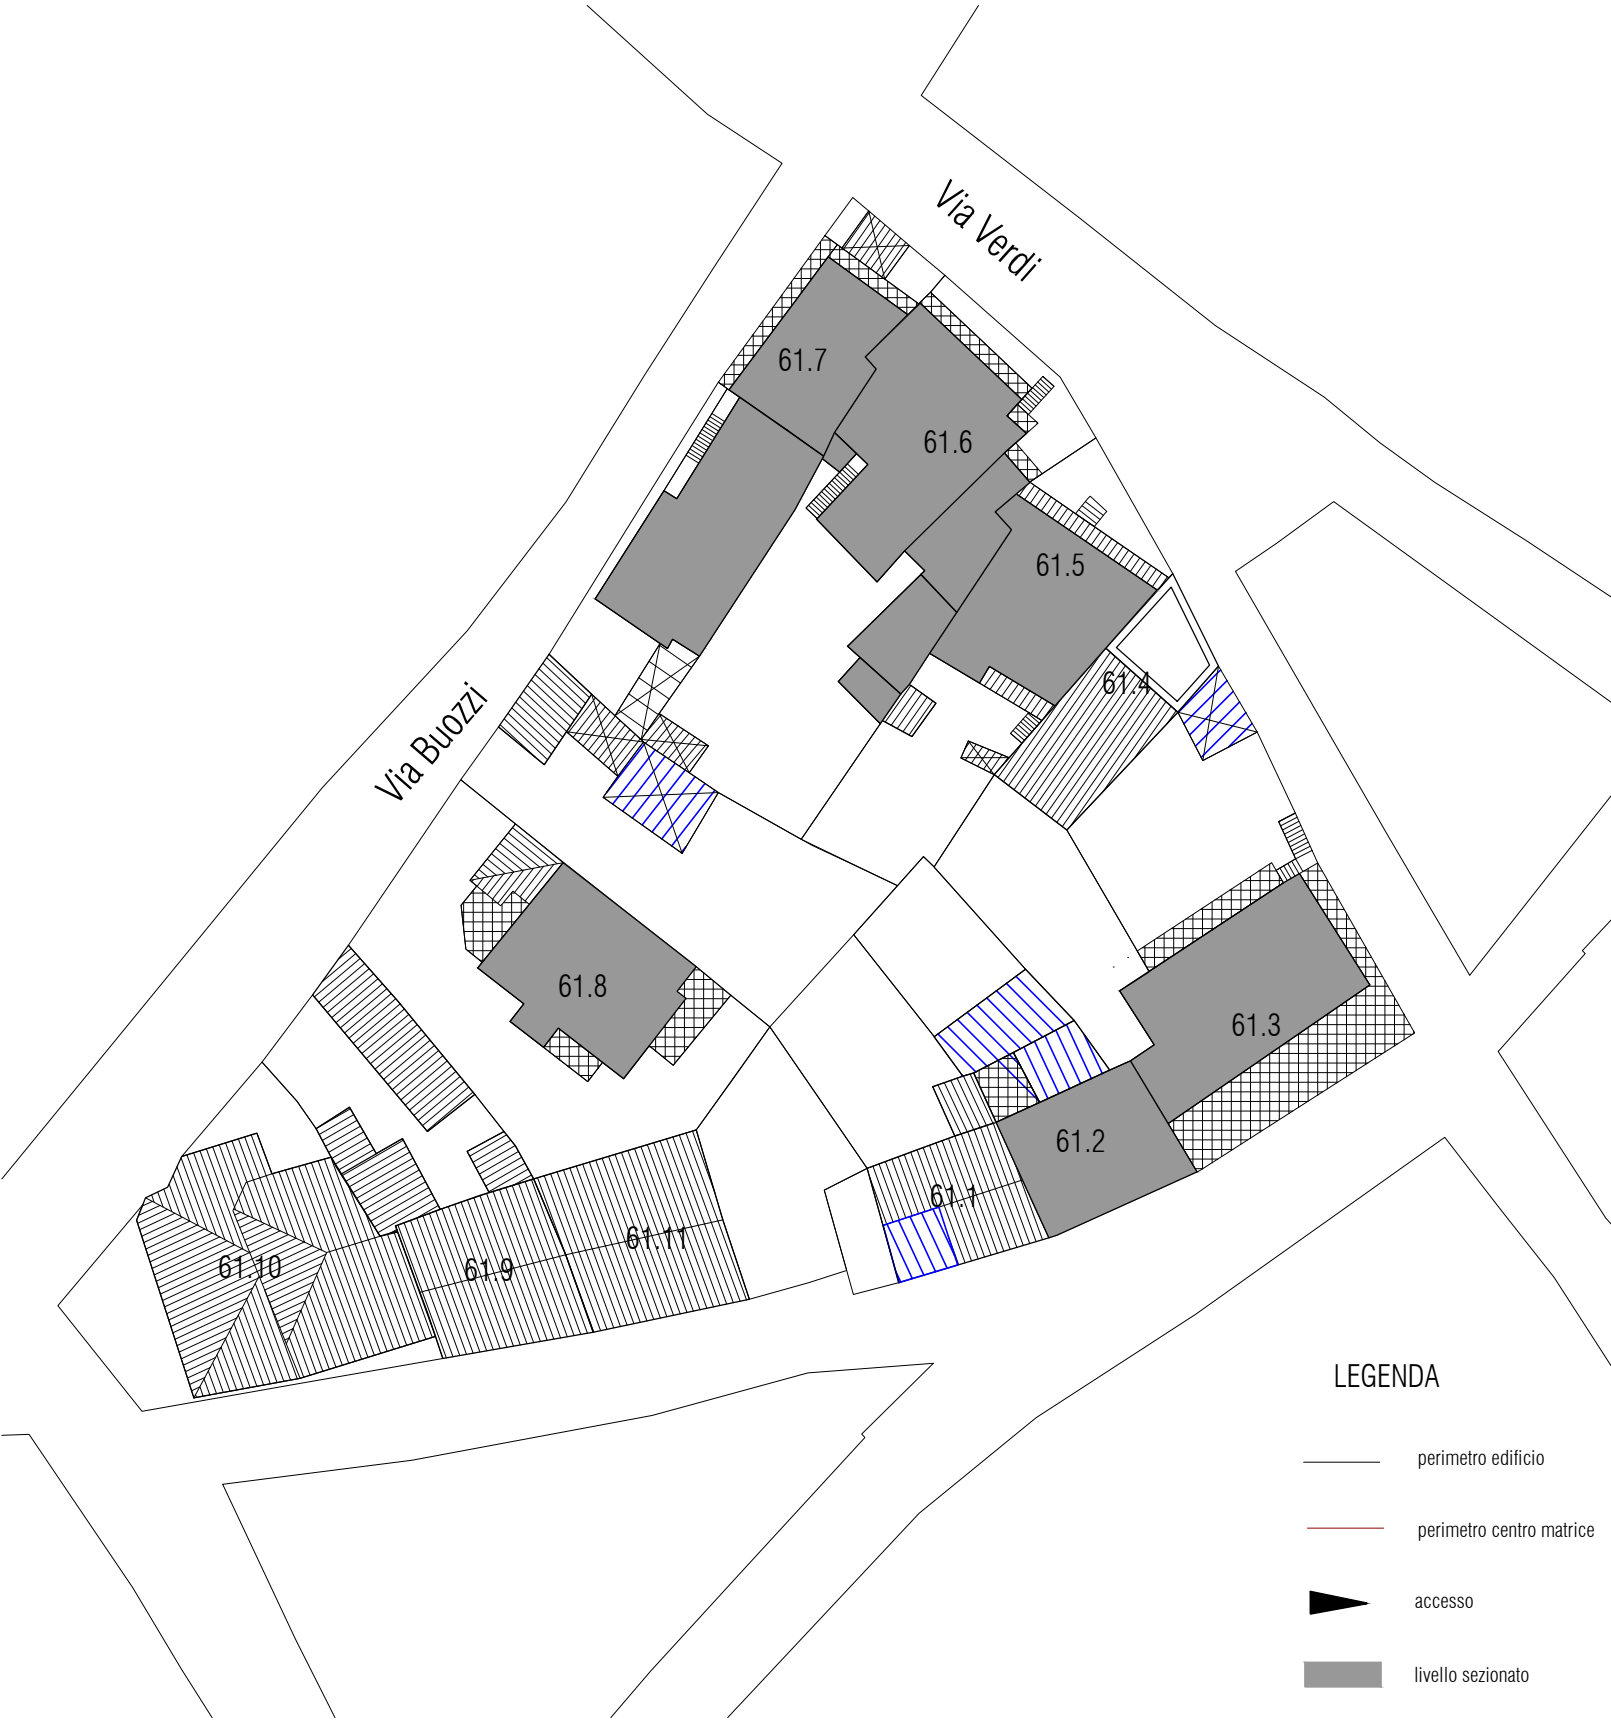 Via Verdi
61.7
61.6
61.5
61.4
Via Buozzi
61.8
61.3
61.2
61.1
61.11
61.10
61.9
LEGENDA
perimetro edificio
perimetro centro matrice
accesso
livello sezionato